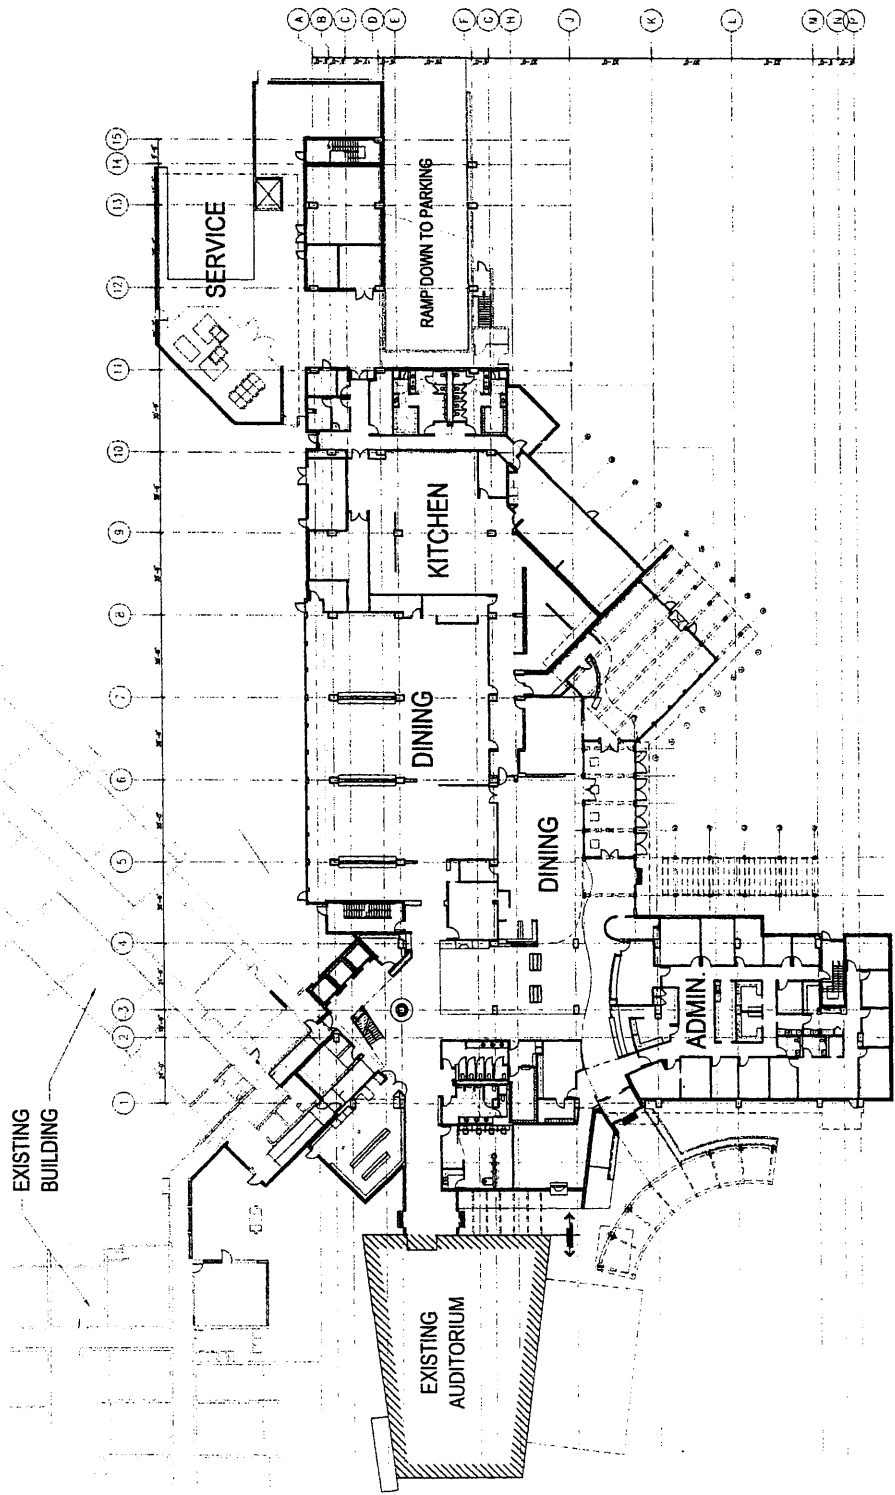 A
B
C
D
E
F
G
H
J
K
L
M
N
P
15
14
13
12
11
10
9
8
7
6
5
4
3
2
1
SERVICE
RAMP DOWN TO PARKING
KITCHEN
DINING
DINING
ADMIN.
EXISTING
BUILDING
EXISTING
AUDITORIUM